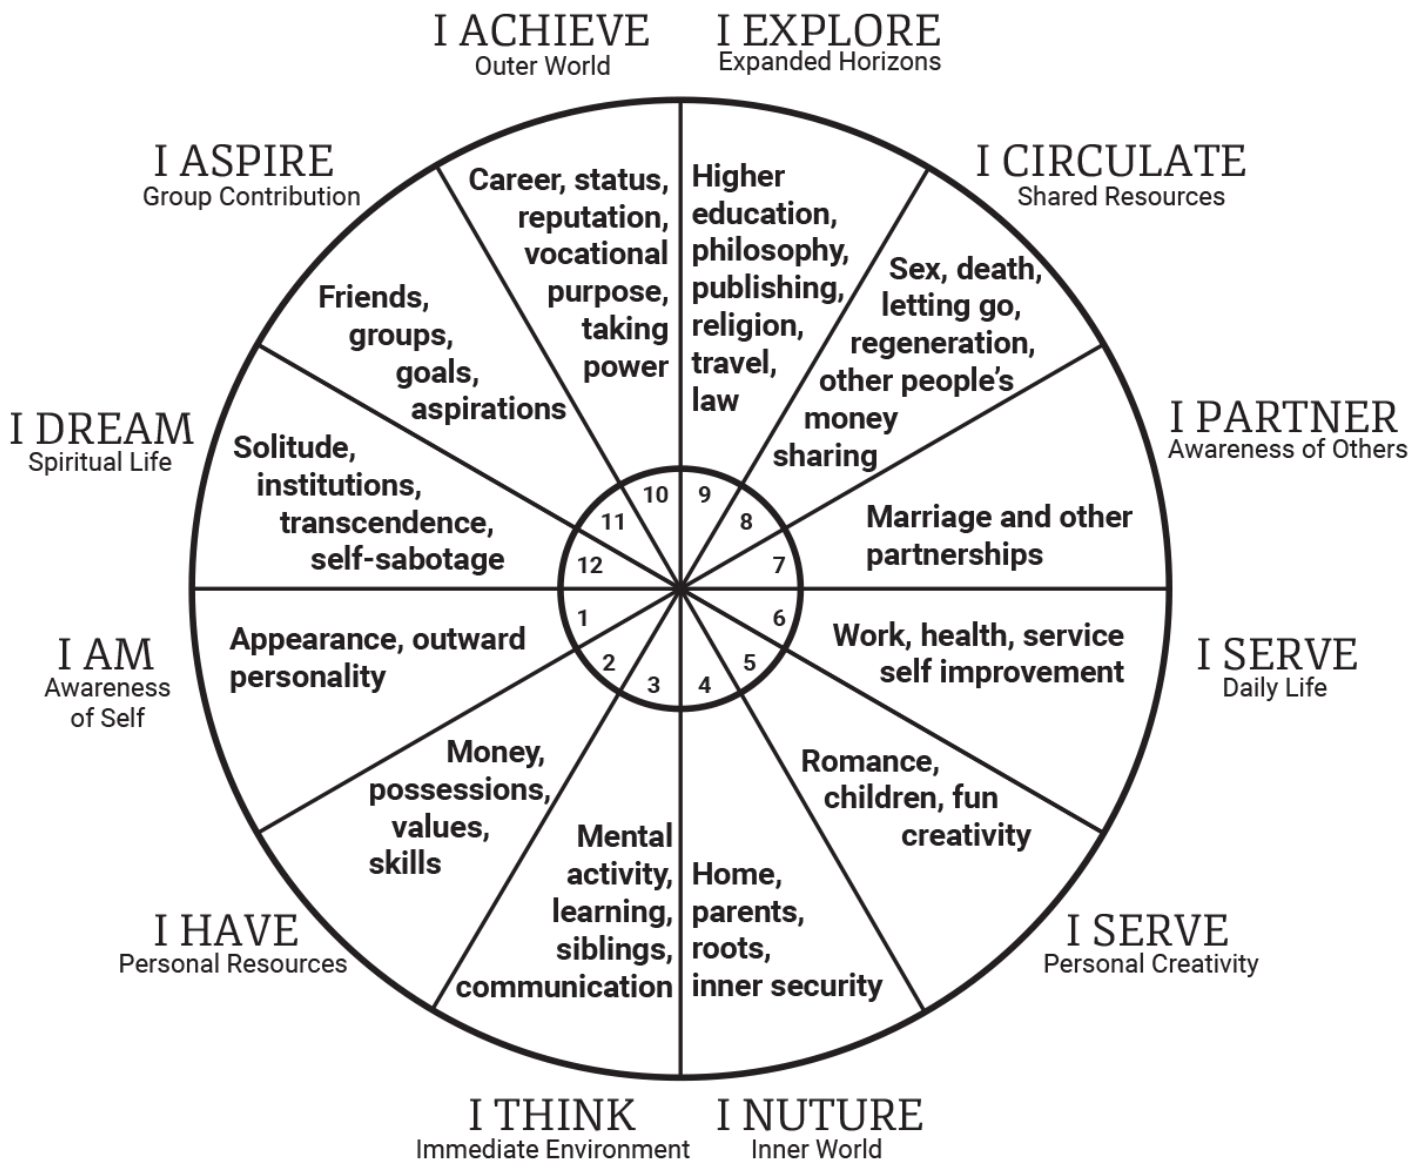 I ACHIEVE
Outer World
I EXPLORE
Expanded Horizons
I ASPIRE
Group Contribution
I CIRCULATE
Shared Resources
Career, status,
reputation,
vocational
purpose,
taking
power
Higher
education,
philosophy,
publishing,
religion,
travel,
law
Sex, death,
letting go,
regeneration,
other people's
money
sharing
Friends,
groups,
goals,
aspirations
I DREAM
Spiritual Life
Solitude,
institutions,
transcendence,
self-sabotage
I PARTNER
Awareness of Others
Marriage and other
partnerships
10
9
11
8
12
7
1
6
2
5
3
4
I AM
Awareness
of Self
Appearance, outward
personality
Work, health, service
self improvement
I SERVE
Daily Life
Money,
possessions,
values,
skills
Romance,
children, fun
creativity
Mental
activity,
learning,
siblings,
communication
Home,
parents,
roots,
inner security
I HAVE
Personal Resources
I SERVE
Personal Creativity
I THINK
Immediate Environment
I NUTURE
Inner World